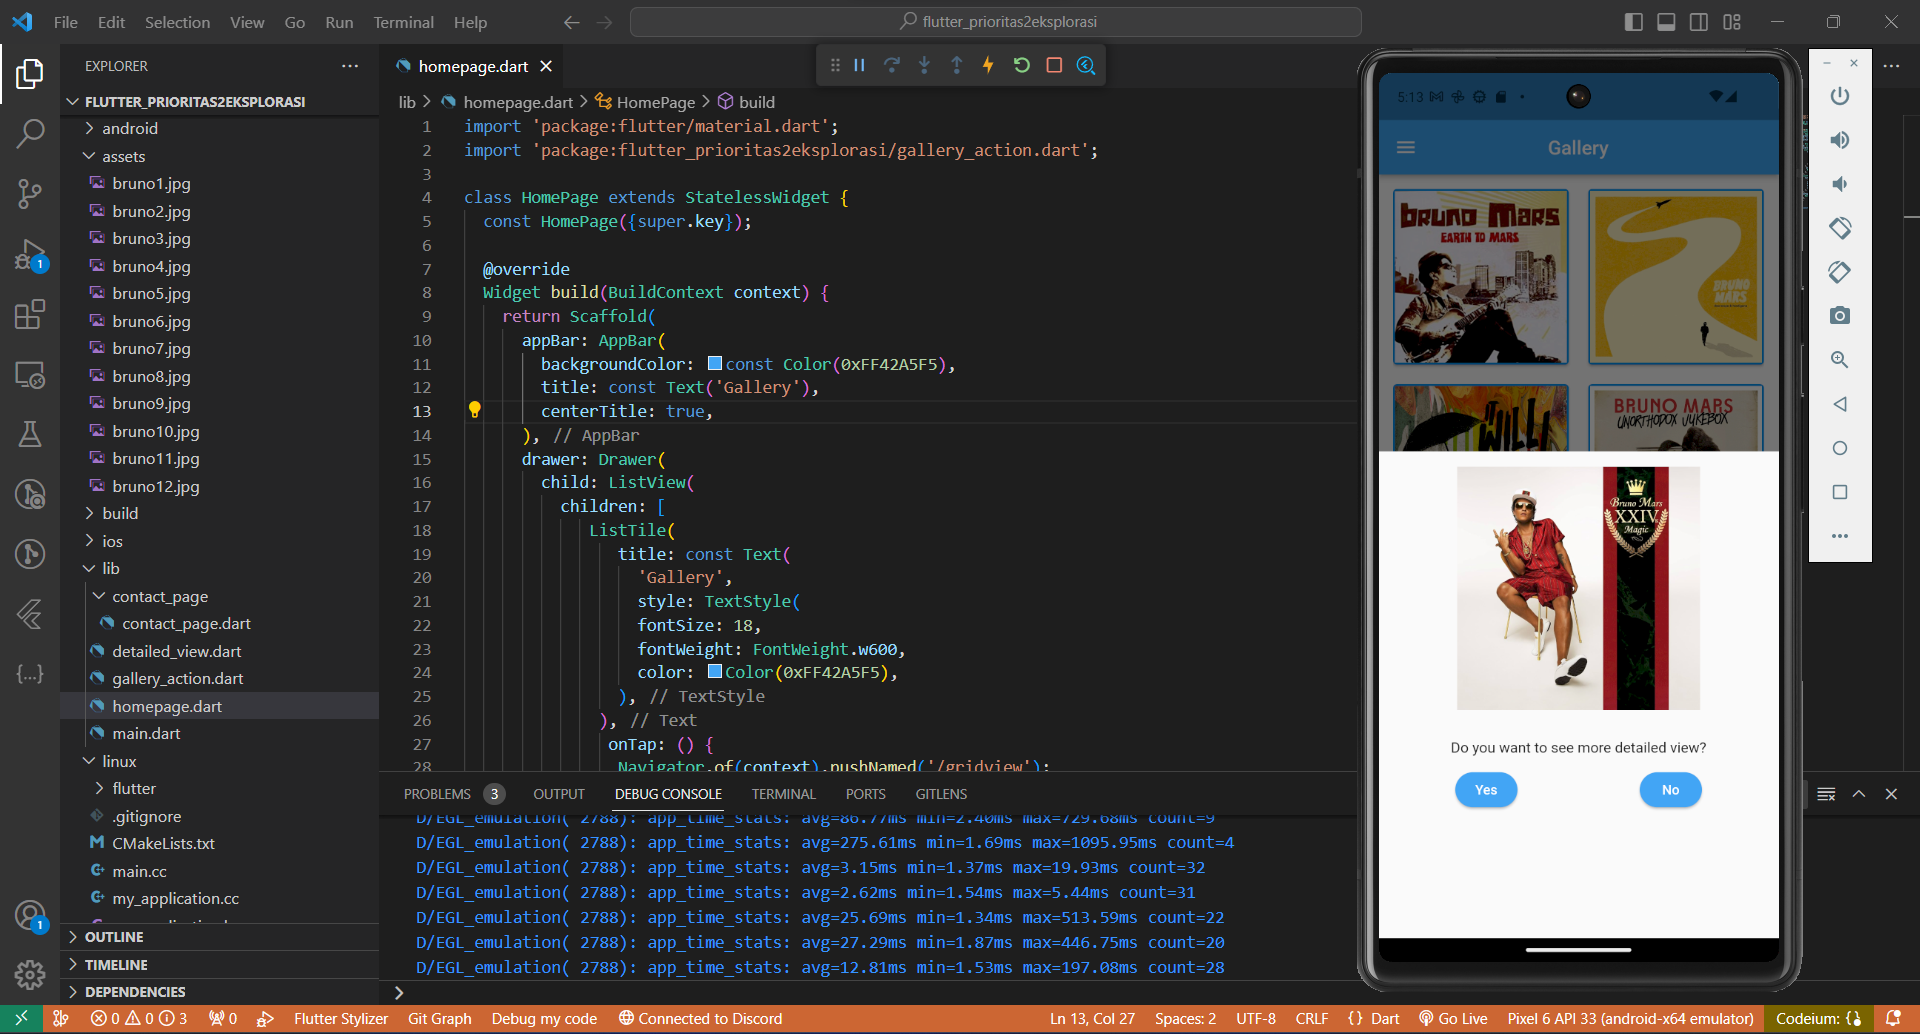 File Edit Selection View Go Run Terminal Help
flutter_prioritas2eksplorasi
EXPLORER
FLUTTER_PRIORITAS2EKSPLORASI
android
assets
bruno1.jpg
bruno2.jpg
bruno3.jpg
bruno4.jpg
bruno5.jpg
bruno6.jpg
bruno7.jpg
bruno8.jpg
bruno9.jpg
bruno10.jpg
bruno11.jpg
bruno12.jpg
build
ios
lib
contact_page
contact_page.dart
detailed_view.dart
gallery_action.dart
homepage.dart
main.dart
linux
flutter
.gitignore
CMakeLists.txt
main.cc
my_application.cc
OUTLINE
TIMELINE
DEPENDENCIES
1
1
homepage.dart
lib > homepage.dart > HomePage > build
1 import 'package:flutter/material.dart';
2 import 'package:flutter_prioritas2eksplorasi/gallery_action.dart';
3
4 class HomePage extends StatelessWidget {
5 const HomePage({super.key});
6
7 @override
8 Widget build(BuildContext context) {
9 return Scaffold(
10 appBar: AppBar(
11 backgroundColor: const Color(0xFF42A5F5),
12 title: const Text('Gallery'),
13 centerTitle: true,
14 ), // AppBar
15 drawer: Drawer(
16 child: ListView(
17 children: [
18 ListTile(
19 title: const Text(
20 'Gallery',
21 style: TextStyle(
22 fontSize: 18,
23 fontWeight: FontWeight.w600,
24 color: Color(0xFF42A5F5),
25 ), // TextStyle
26 ), // Text
27 onTap: () {
28 Navigator.of(context).pushNamed('/gridview');
PROBLEMS 3 OUTPUT DEBUG CONSOLE TERMINAL PORTS GITLENS
D/EGL_emulation( 2788): app_time_stats: avg=86.77ms min=2.40ms max=729.68ms count=9
D/EGL_emulation( 2788): app_time_stats: avg=275.61ms min=1.69ms max=1095.95ms count=4
D/EGL_emulation( 2788): app_time_stats: avg=3.15ms min=1.37ms max=19.93ms count=32
D/EGL_emulation( 2788): app_time_stats: avg=2.62ms min=1.54ms max=5.44ms count=31
D/EGL_emulation( 2788): app_time_stats: avg=25.69ms min=1.34ms max=513.59ms count=22
D/EGL_emulation( 2788): app_time_stats: avg=27.29ms min=1.87ms max=446.75ms count=20
D/EGL_emulation( 2788): app_time_stats: avg=12.81ms min=1.53ms max=197.08ms count=28
5:13
Gallery
BRUNO MARS
EARTH TO MARS
BRUNO
MARS
BRUNO MARS
UNORTHODOX JUKEBOX
Bruno Mars
XXIV
Magic
Do you want to see more detailed view?
Yes No
0 0 3 0 Flutter Stylizer Git Graph Debug my code Connected to Discord Ln 13, Col 27 Spaces: 2 UTF-8 CRLF {} Dart Go Live Pixel 6 API 33 (android-x64 emulator) Codeium: {}